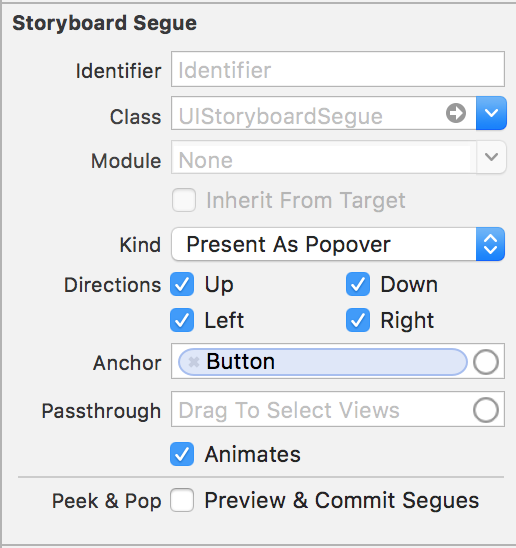 Storyboard Segue
Identifier Identifier
Class UIStoryboardSegue
Module None
Inherit From Target
Kind Present As Popover
Directions Up Down
Left Right
Anchor Button
Passthrough Drag To Select Views
Animates
Peek & Pop Preview & Commit Segues